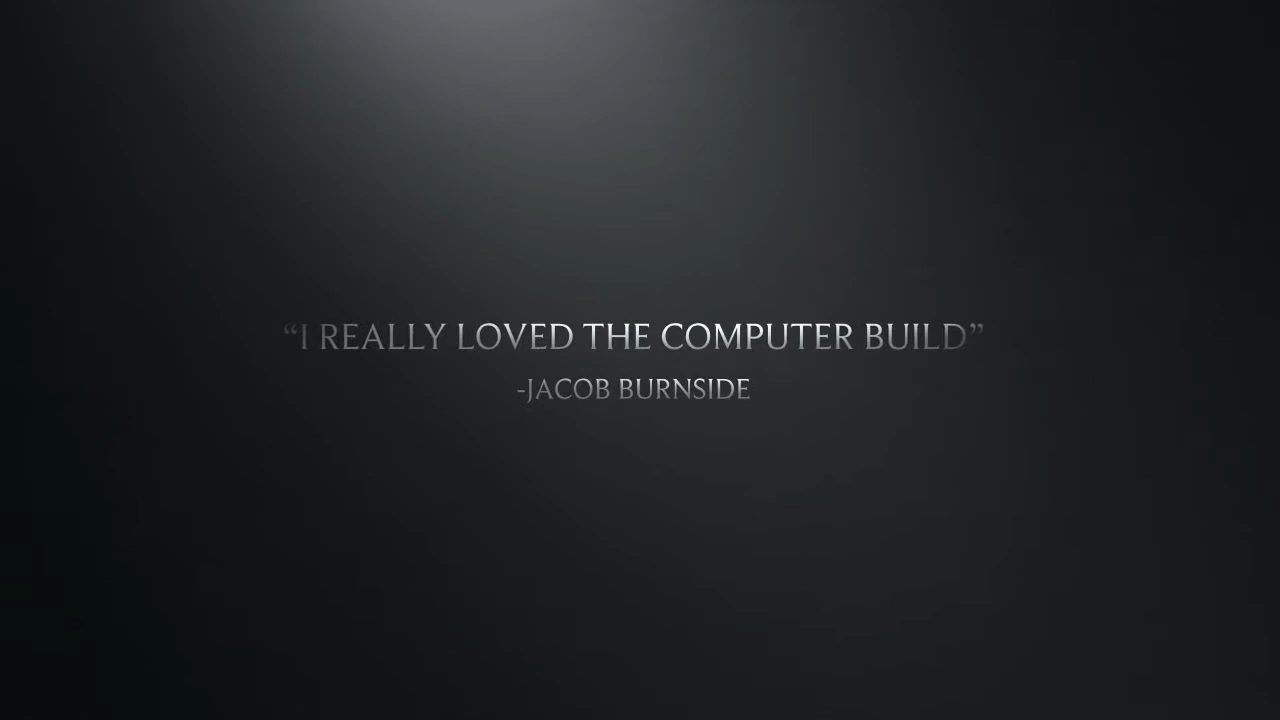 “I REALLY LOVED THE COMPUTER BUILD”
-JACOB BURNSIDE